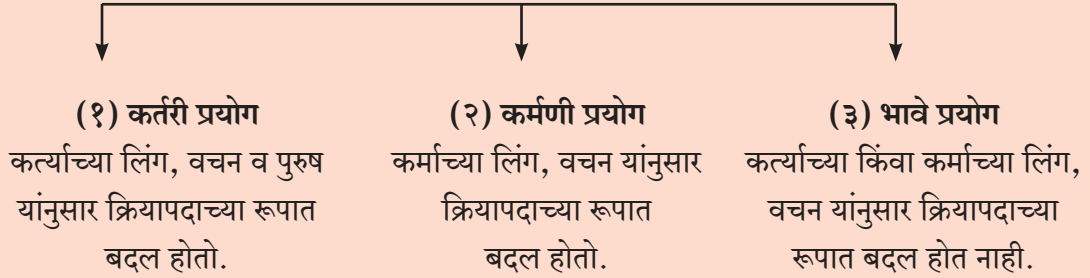 (१) कर्तरी प्रयोग
कर्त्याच्या लिंग, वचन व पुरुष
यांनुसार क्रियापदाच्या रूपात
बदल होतो.
(२) कर्मणी प्रयोग
कर्माच्या लिंग, वचन यांनुसार
क्रियापदाच्या रूपात
बदल होतो.
(३) भावे प्रयोग
कर्त्याच्या किंवा कर्माच्या लिंग,
वचन यांनुसार क्रियापदाच्या
रूपात बदल होत नाही.